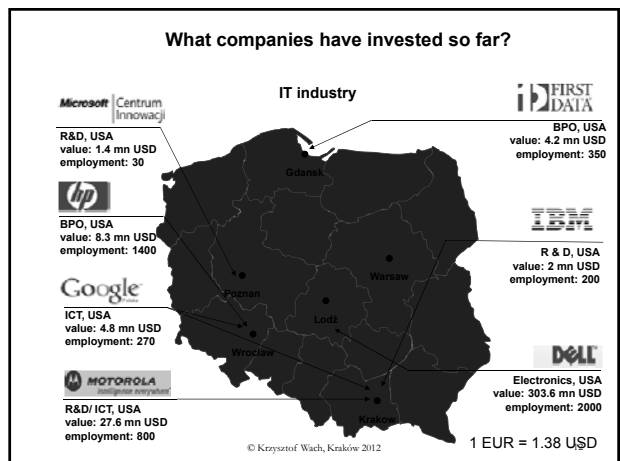 What companies have invested so far?
IT industry
Microsoft Centrum
Innowacji
R&D, USA
value: 1.4 mn USD
employment: 30
hp
BPO, USA
value: 8.3 mn USD
employment: 1400
Google
Polska
ICT, USA
value: 4.8 mn USD
employment: 270
MOTOROLA
intelligence everywhere
R&D/ ICT, USA
value: 27.6 mn USD
employment: 800
FIRST
DATA
BPO, USA
value: 4.2 mn USD
employment: 350
IBM
R & D, USA
value: 2 mn USD
employment: 200
DELL
Electronics, USA
value: 303.6 mn USD
employment: 2000
Gdansk
Warsaw
Poznan
Lodż
Wroclaw
Krakow
© Krzysztof Wach, Kraków 2012
1 EUR = 1.38 USD